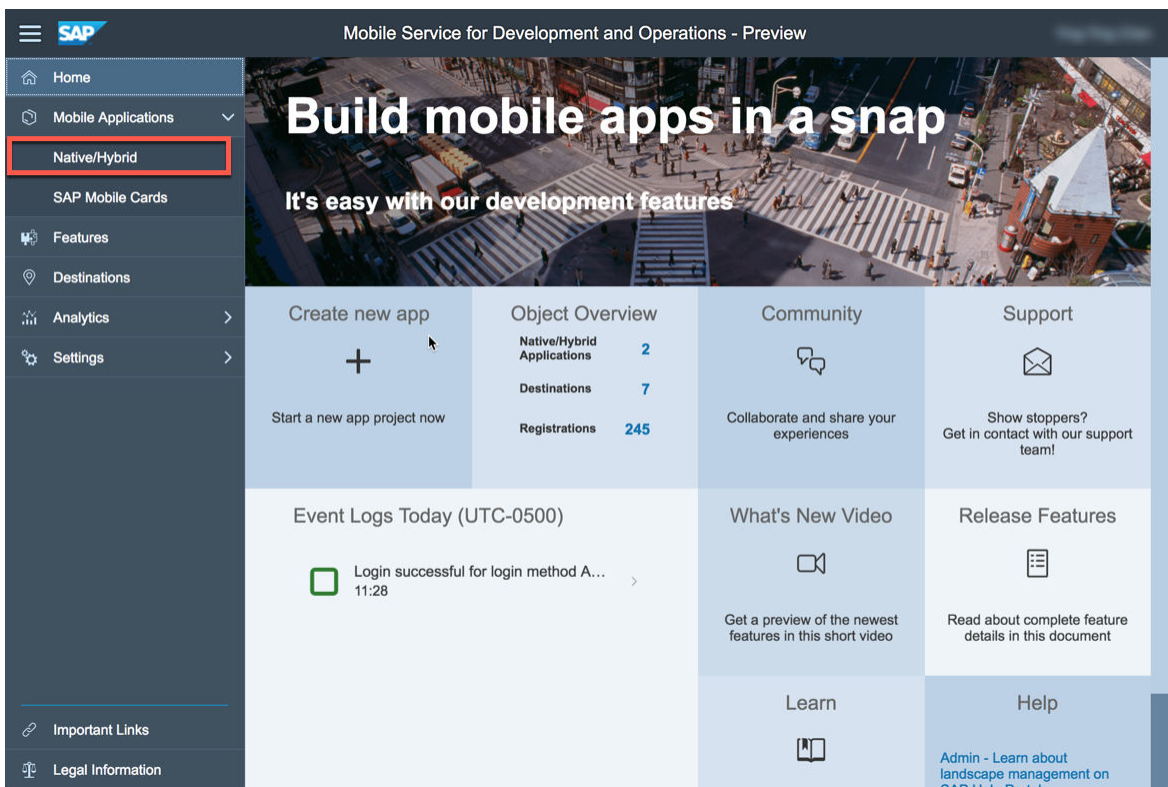 SAP
Mobile Service for Development and Operations - Preview
Home
Mobile Applications
Native/Hybrid
SAP Mobile Cards
Features
Destinations
Analytics
Settings
Important Links
Legal Information
Build mobile apps in a snap
It's easy with our development features
Create new app
Start a new app project now
Object Overview
Native/Hybrid
Applications 2
Destinations 7
Registrations 245
Community
Collaborate and share your
experiences
Support
Show stoppers?
Get in contact with our support
team!
Event Logs Today (UTC-0500)
Login successful for login method A...
11:28
What's New Video
Get a preview of the newest
features in this short video
Release Features
Read about complete feature
details in this document
Learn
Help
Admin - Learn about
landscape management on